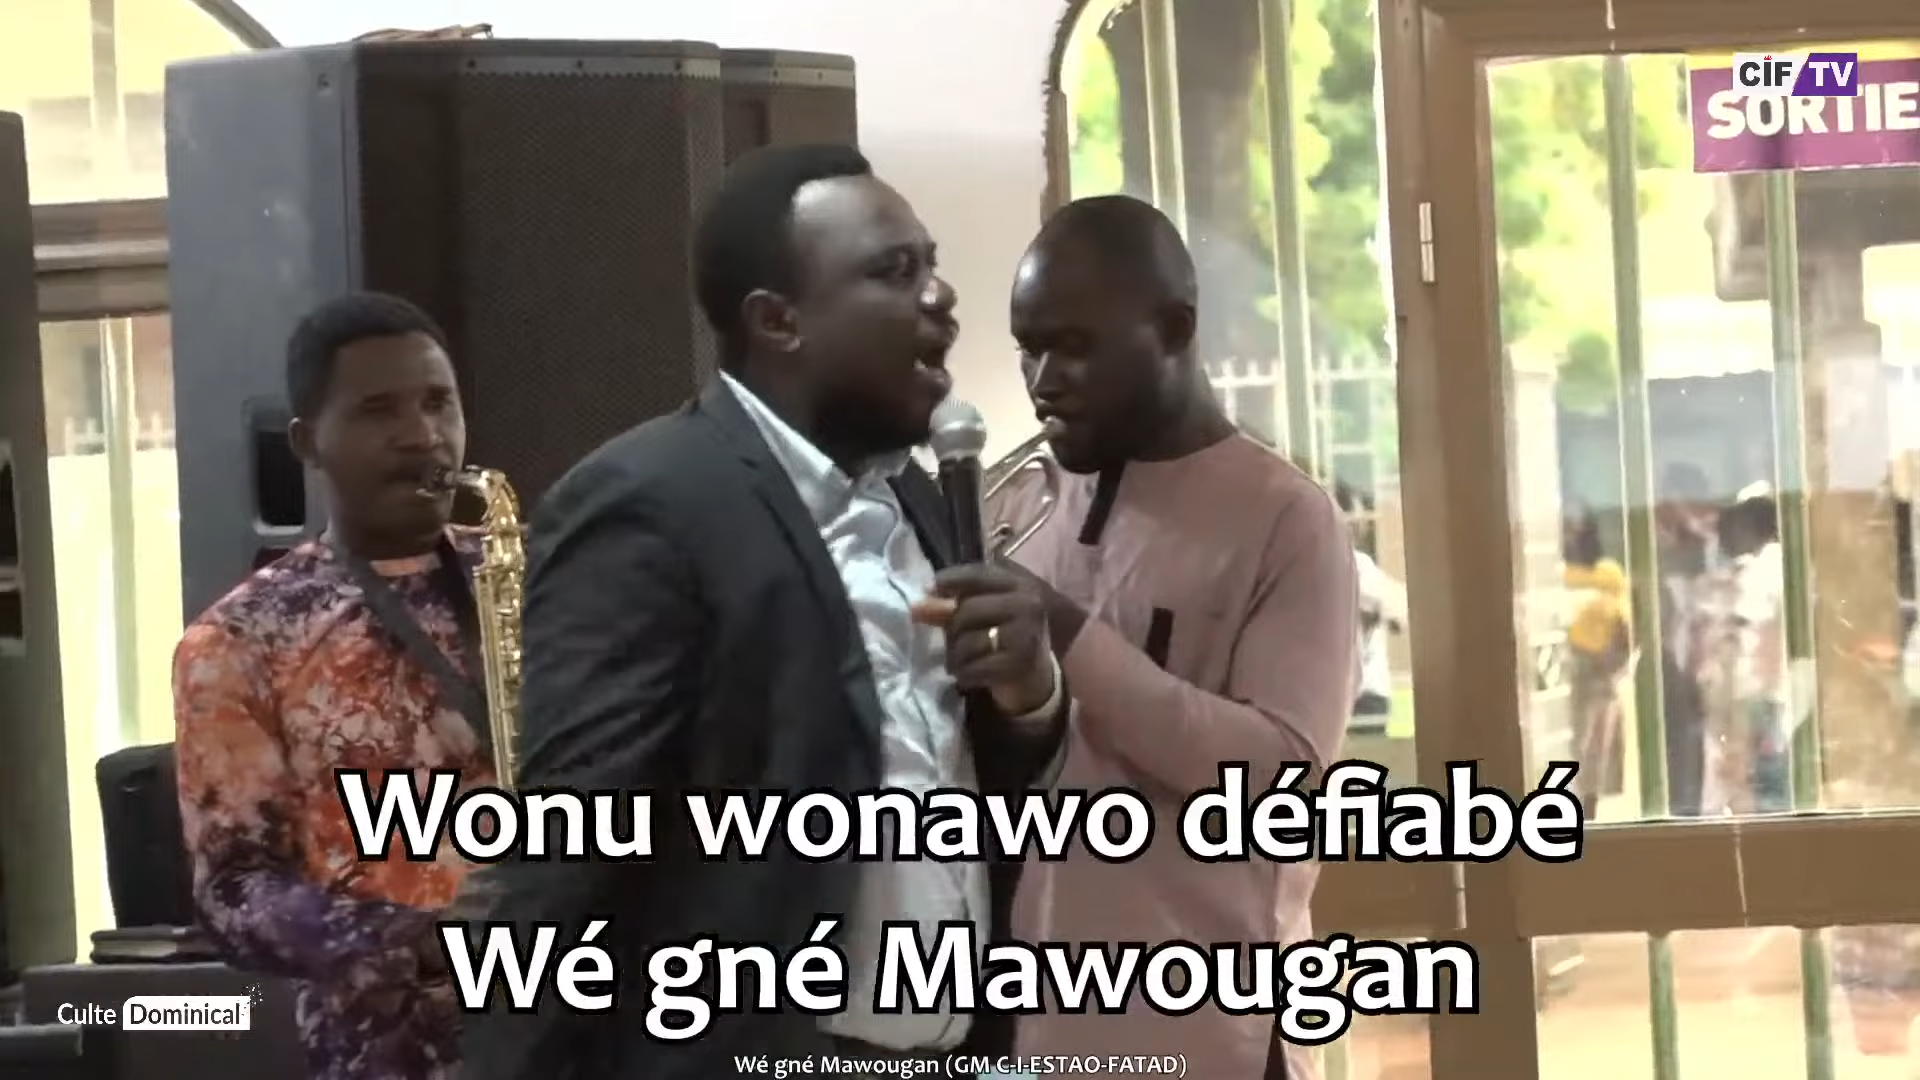 CIF TV
SORTIE
Wonu wonawo défiabé
Wé gné Mawougan
Culte Dominical
Wé gné Mawougan (GM C-I-ESTAO-FATAD)